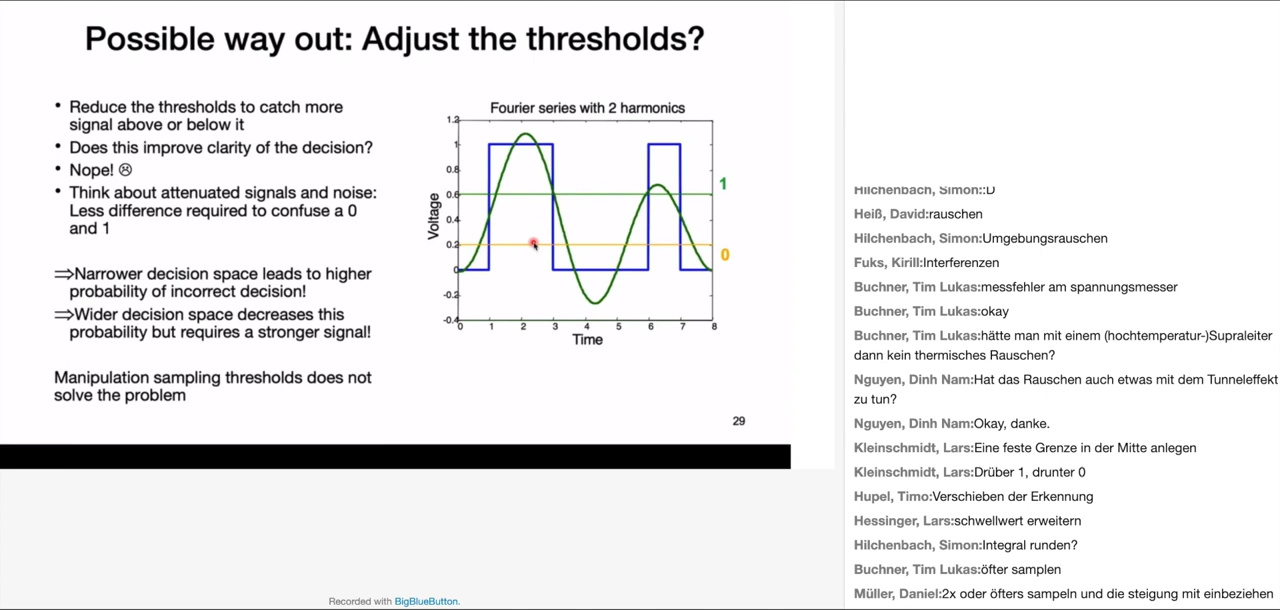 Possible way out: Adjust the thresholds?
• Reduce the thresholds to catch more
signal above or below it
• Does this improve clarity of the decision?
• Nope! ☹
• Think about attenuated signals and noise:
Less difference required to confuse a 0
and 1
⇒Narrower decision space leads to higher
probability of incorrect decision!
⇒Wider decision space decreases this
probability but requires a stronger signal!
Manipulation sampling thresholds does not
solve the problem
Fourier series with 2 harmonics
1.2
1
0.8
0.6
0.4
0.2
0
-0.2
-0.4
Voltage
0 1 2 3 4 5 6 7 8
Time
1
0
29
Recorded with BigBlueButton.
Hilchenbach, Simon::D
Heiß, David:rauschen
Hilchenbach, Simon:Umgebungsrauschen
Fuks, Kirill:Interferenzen
Buchner, Tim Lukas:messfehler am spannungsmesser
Buchner, Tim Lukas:okay
Buchner, Tim Lukas:hätte man mit einem (hochtemperatur-)Supraleiter
dann kein thermisches Rauschen?
Nguyen, Dinh Nam:Hat das Rauschen auch etwas mit dem Tunneleffekt
zu tun?
Nguyen, Dinh Nam:Okay, danke.
Kleinschmidt, Lars:Eine feste Grenze in der Mitte anlegen
Kleinschmidt, Lars:Drüber 1, drunter 0
Hupel, Timo:Verschieben der Erkennung
Hessinger, Lars:schwellwert erweitern
Hilchenbach, Simon:Integral runden?
Buchner, Tim Lukas:öfter samplen
Müller, Daniel:2x oder öfters sampeln und die steigung mit einbeziehen